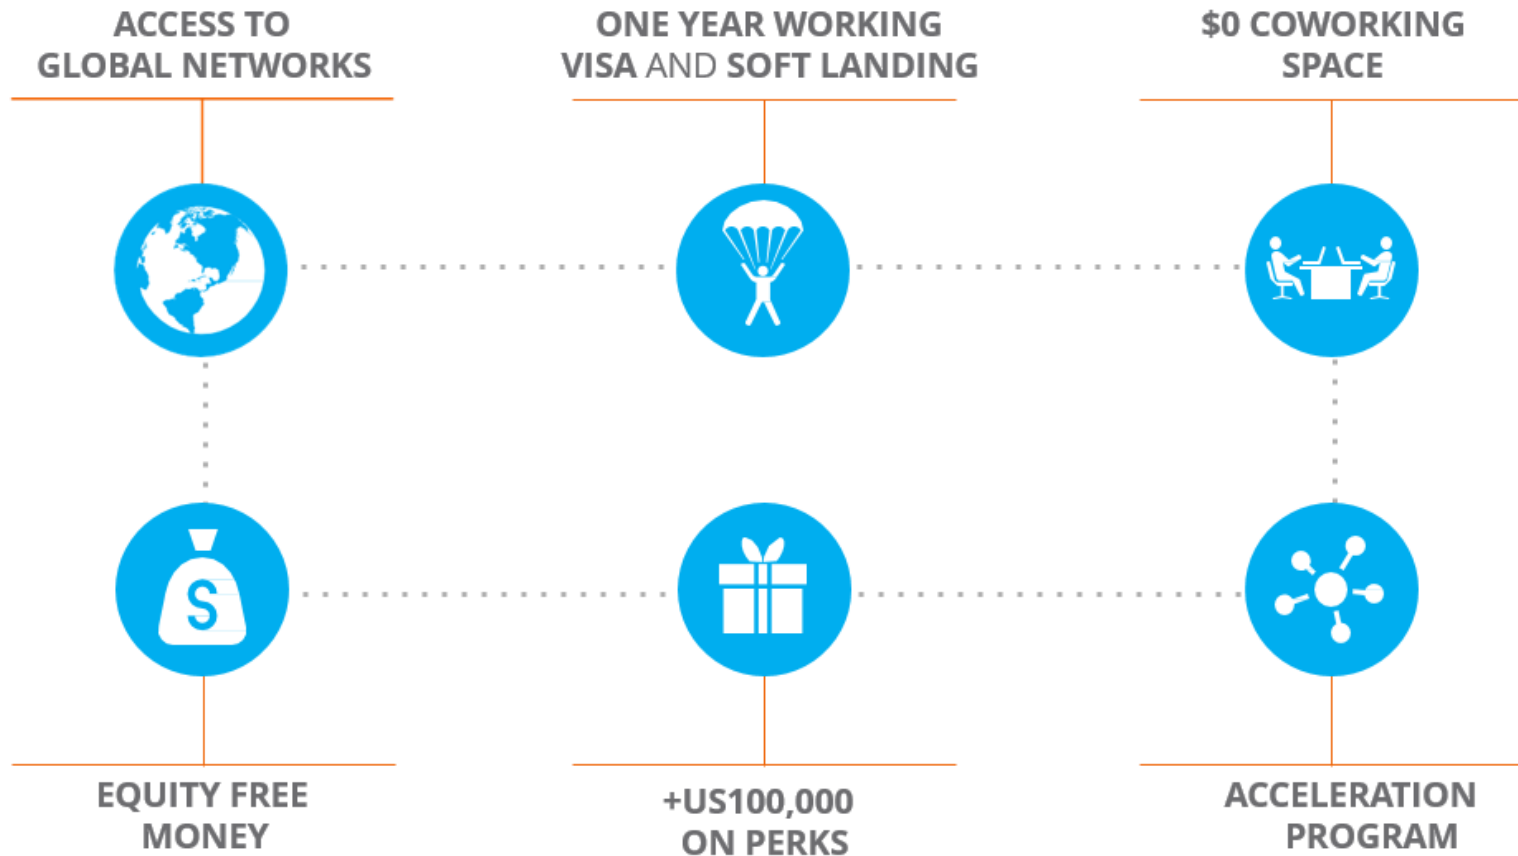 ACCESS TO
GLOBAL NETWORKS
ONE YEAR WORKING
VISA AND SOFT LANDING
$0 COWORKING
SPACE
S
EQUITY FREE
MONEY
+US100,000
ON PERKS
ACCELERATION
PROGRAM